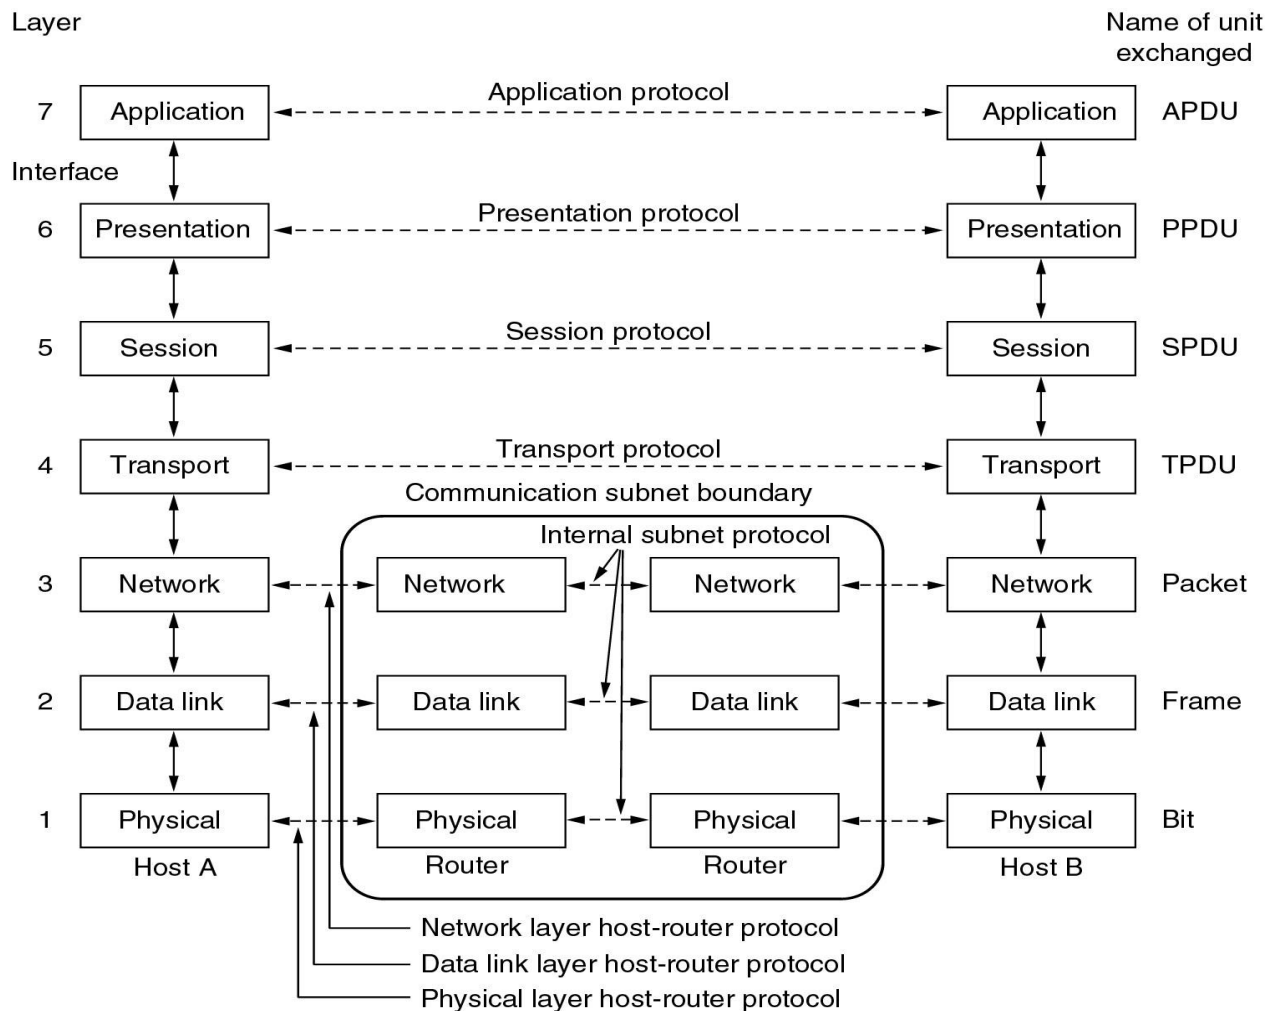 Layer
Name of unit
exchanged
7 Application Application protocol Application APDU
Interface
6 Presentation Presentation protocol Presentation PPDU
5 Session Session protocol Session SPDU
4 Transport Transport protocol Transport TPDU
Communication subnet boundary
Internal subnet protocol
3 Network Network Network Network Packet
2 Data link Data link Data link Data link Frame
1 Physical Physical Physical Physical Bit
Host A Router Router Host B
Network layer host-router protocol
Data link layer host-router protocol
Physical layer host-router protocol